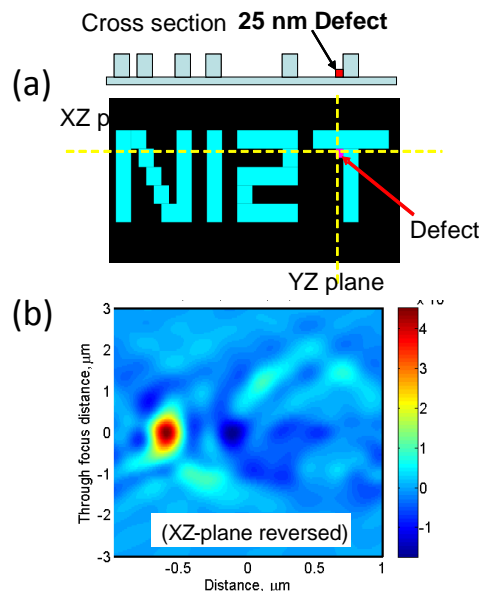 Cross section 25 nm Defect
(a)
XZ p
NIST
Defect
YZ plane
(b)
3
2
1
0
-1
-2
-3
Through focus distance, μm
(XZ-plane reversed)
-0.5 0 0.5 1
Distance, μm
4
3
2
1
0
-1